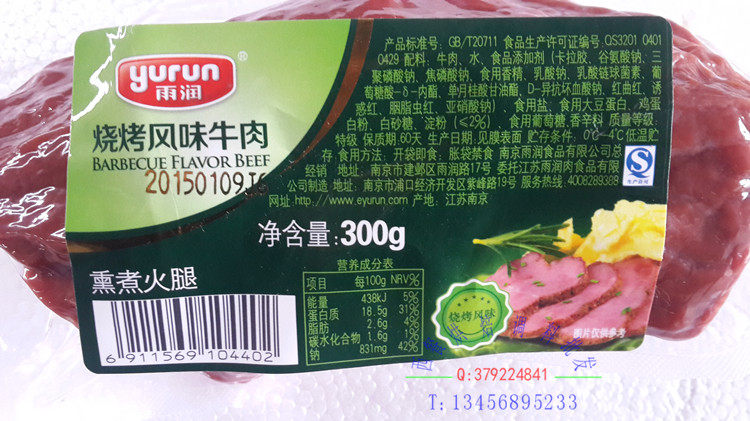 yurun®
雨润
烧烤风味牛肉
BARBECUE FLAVOR BEEF
20150109JG
产品标准号: GB/T20711 食品生产许可证编号:QS3201 0401
0429 配料: 牛肉、水、食品添加剂 (卡拉胶、谷氨酸钠、三
聚磷酸钠、焦磷酸钠、食用香精、乳酸钠、乳酸链球菌素、葡
萄糖酸-δ-内酯、单月桂酸甘油酯、D-异抗坏血酸钠、红曲红、诱
惑红、胭脂虫红、亚硝酸钠)、食用盐、食用大豆蛋白、鸡蛋
白粉、白砂糖、淀粉 (≤2%)、食用葡萄糖,香辛料 质量等级:
特级 保质期:60天 生产日期:见膜表面 贮存条件: 0℃~4℃低温贮
存 食用方法: 开袋即食; 胀袋禁食 南京雨润食品有限公司总
经销 地址: 南京市建邺区雨润路17号 委托江苏雨润肉食品有限
公司制造 地址: 南京市浦口经济开发区紫峰路19号 服务热线: 4008289388
网址:http://www.eyurun.com 产地: 江苏南京
质量安全
生产许可
净含量:300g
熏煮火腿
6 911569 104402
营养成分表
项目 每100g NRV%
能量 438kJ 5%
蛋白质 18.5g 31%
脂肪 2.6g 4%
碳水化合物 1.6g 1%
钠 831mg 42%
烧烤风味
图片仅供参考
Q:379224841
T:13456895233